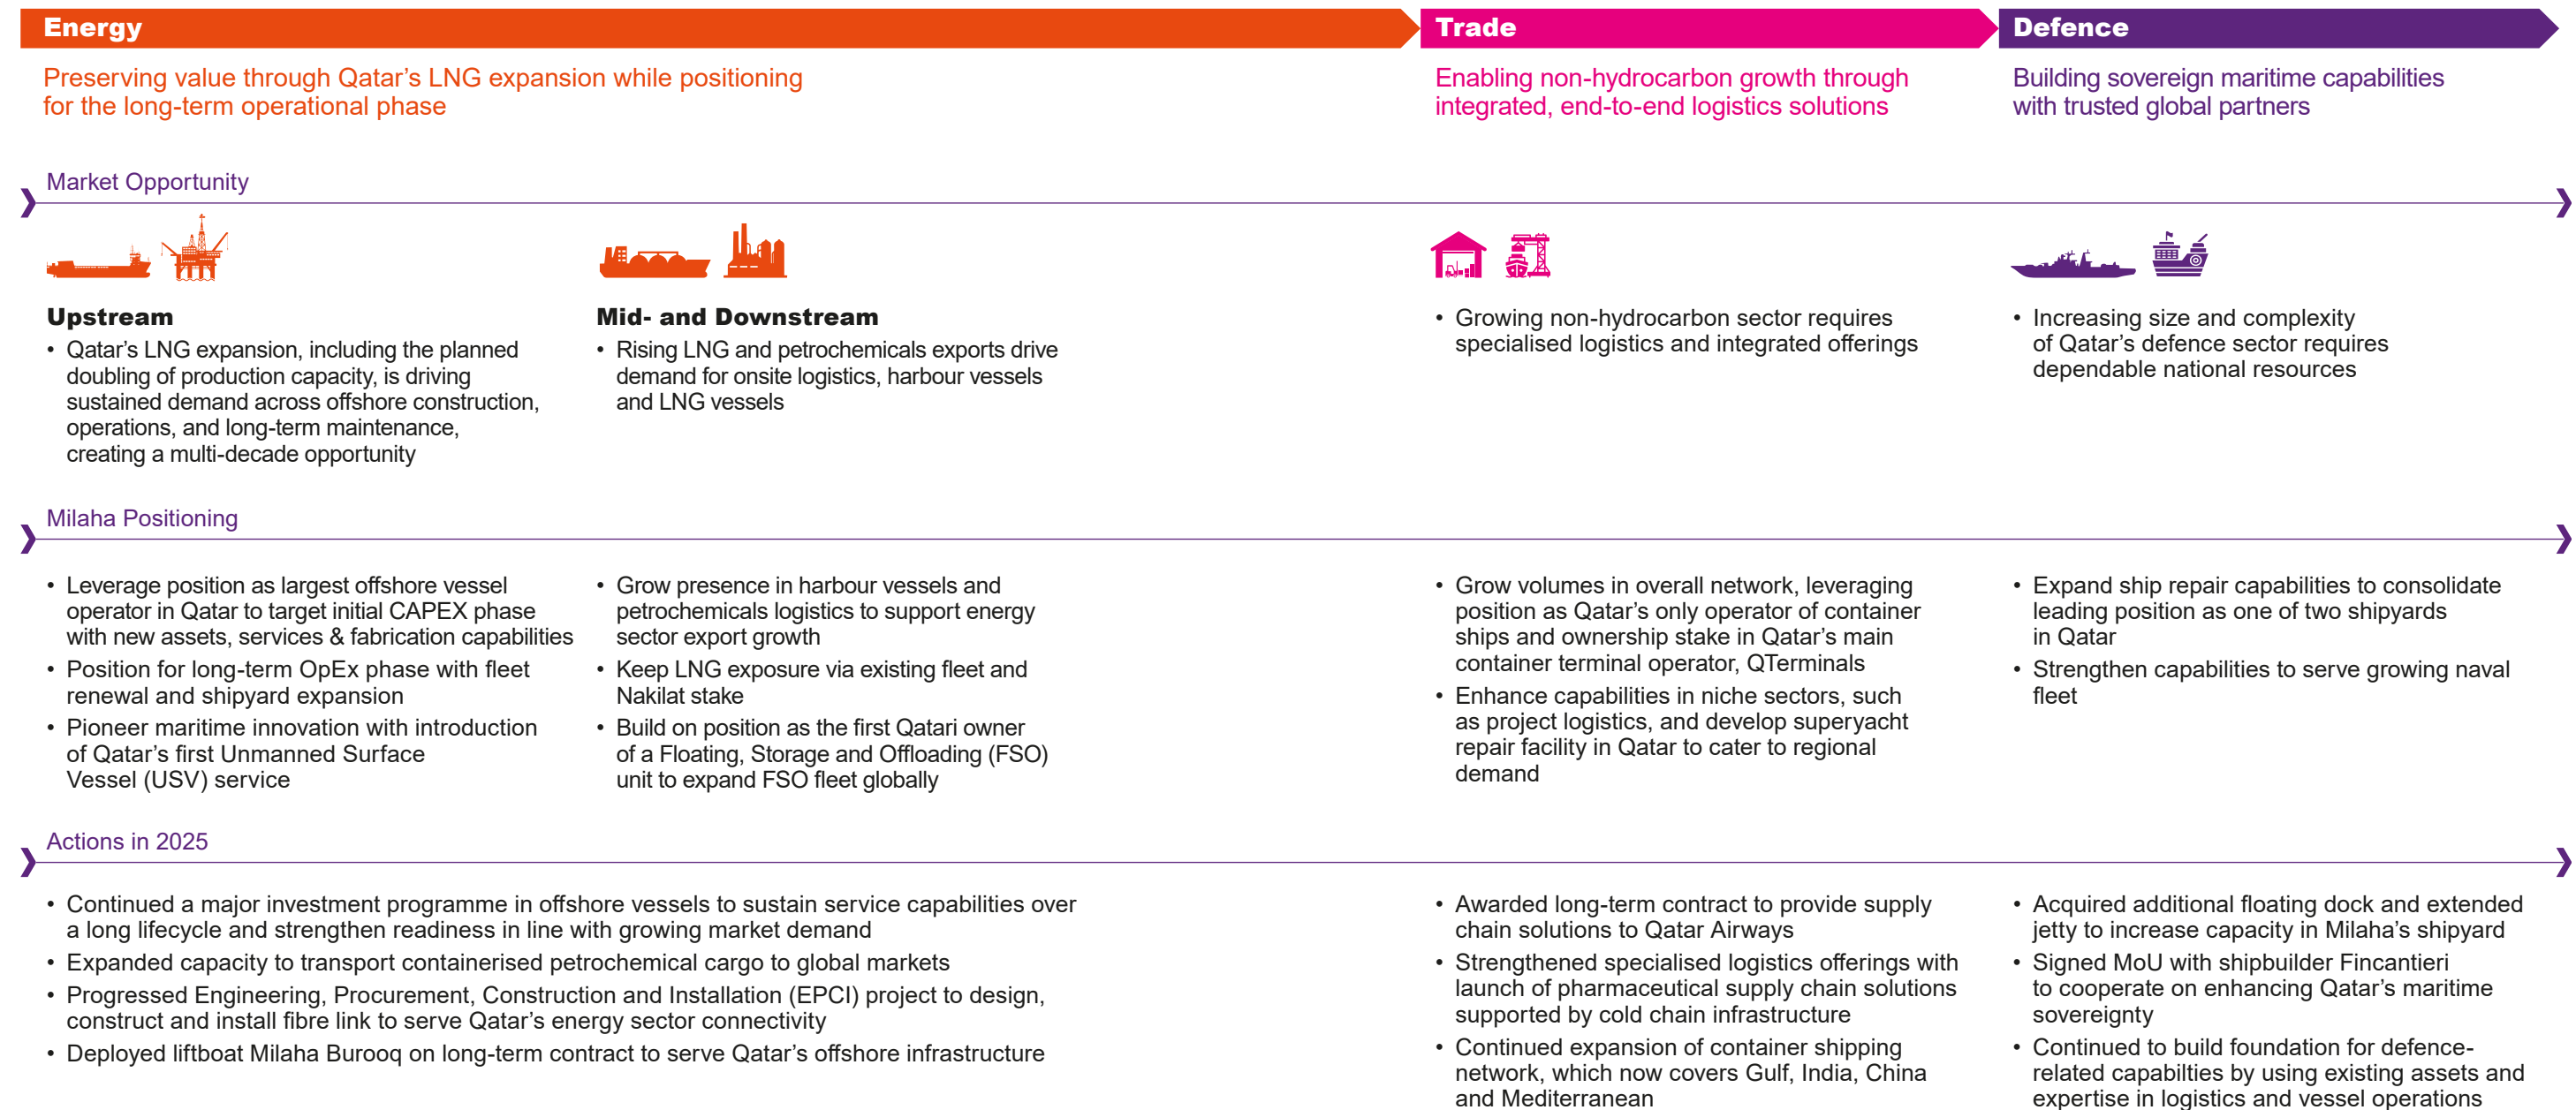 Energy
Preserving value through Qatar’s LNG expansion while positioning
for the long-term operational phase
Trade
Enabling non-hydrocarbon growth through
integrated, end-to-end logistics solutions
Defence
Building sovereign maritime capabilities
with trusted global partners
Market Opportunity
Upstream
• Qatar’s LNG expansion, including the planned
doubling of production capacity, is driving
sustained demand across offshore construction,
operations, and long-term maintenance,
creating a multi-decade opportunity
Mid- and Downstream
• Rising LNG and petrochemicals exports drive
demand for onsite logistics, harbour vessels
and LNG vessels
• Growing non-hydrocarbon sector requires
specialised logistics and integrated offerings
• Increasing size and complexity
of Qatar’s defence sector requires
dependable national resources
Milaha Positioning
• Leverage position as largest offshore vessel
operator in Qatar to target initial CAPEX phase
with new assets, services & fabrication capabilities
• Position for long-term OpEx phase with fleet
renewal and shipyard expansion
• Pioneer maritime innovation with introduction
of Qatar’s first Unmanned Surface
Vessel (USV) service
• Grow presence in harbour vessels and
petrochemicals logistics to support energy
sector export growth
• Keep LNG exposure via existing fleet and
Nakilat stake
• Build on position as the first Qatari owner
of a Floating, Storage and Offloading (FSO)
unit to expand FSO fleet globally
• Grow volumes in overall network, leveraging
position as Qatar’s only operator of container
ships and ownership stake in Qatar’s main
container terminal operator, QTerminals
• Enhance capabilities in niche sectors, such
as project logistics, and develop superyacht
repair facility in Qatar to cater to regional
demand
• Expand ship repair capabilities to consolidate
leading position as one of two shipyards
in Qatar
• Strengthen capabilities to serve growing naval
fleet
Actions in 2025
• Continued a major investment programme in offshore vessels to sustain service capabilities over
a long lifecycle and strengthen readiness in line with growing market demand
• Expanded capacity to transport containerised petrochemical cargo to global markets
• Progressed Engineering, Procurement, Construction and Installation (EPCI) project to design,
construct and install fibre link to serve Qatar’s energy sector connectivity
• Deployed liftboat Milaha Burooq on long-term contract to serve Qatar’s offshore infrastructure
• Awarded long-term contract to provide supply
chain solutions to Qatar Airways
• Strengthened specialised logistics offerings with
launch of pharmaceutical supply chain solutions
supported by cold chain infrastructure
• Continued expansion of container shipping
network, which now covers Gulf, India, China
and Mediterranean
• Acquired additional floating dock and extended
jetty to increase capacity in Milaha’s shipyard
• Signed MoU with shipbuilder Fincantieri
to cooperate on enhancing Qatar’s maritime
sovereignty
• Continued to build foundation for defence-
related capabilties by using existing assets and
expertise in logistics and vessel operations